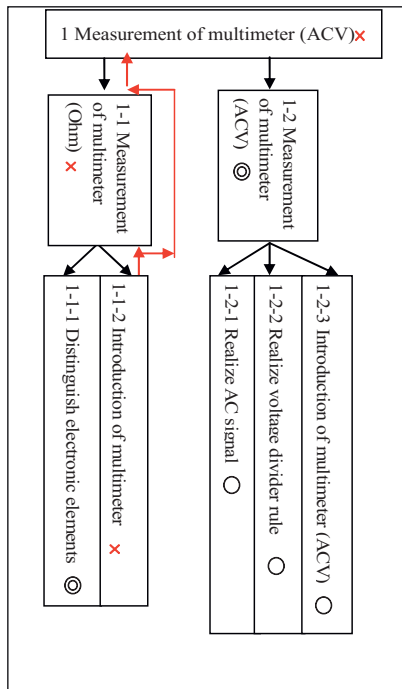 1 Measurement of multimeter (ACV)×
1-1 Measurement
of multimeter
(Ohm) ×
1-2 Measurement
of multimeter
(ACV) ◎
1-1-1 Distinguish electronic elements ◎
1-1-2 Introduction of multimeter ×
1-2-1 Realize AC signal ○
1-2-2 Realize voltage divider rule ○
1-2-3 Introduction of multimeter (ACV) ○